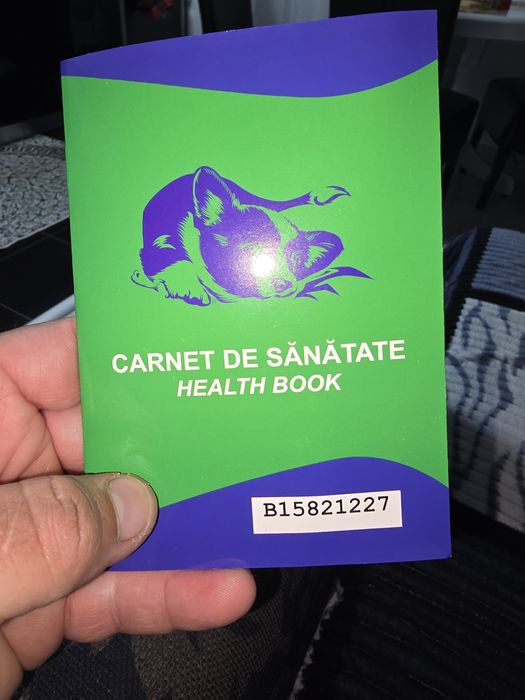 CARNET DE SĂNĂTATE
HEALTH BOOK
B15821227